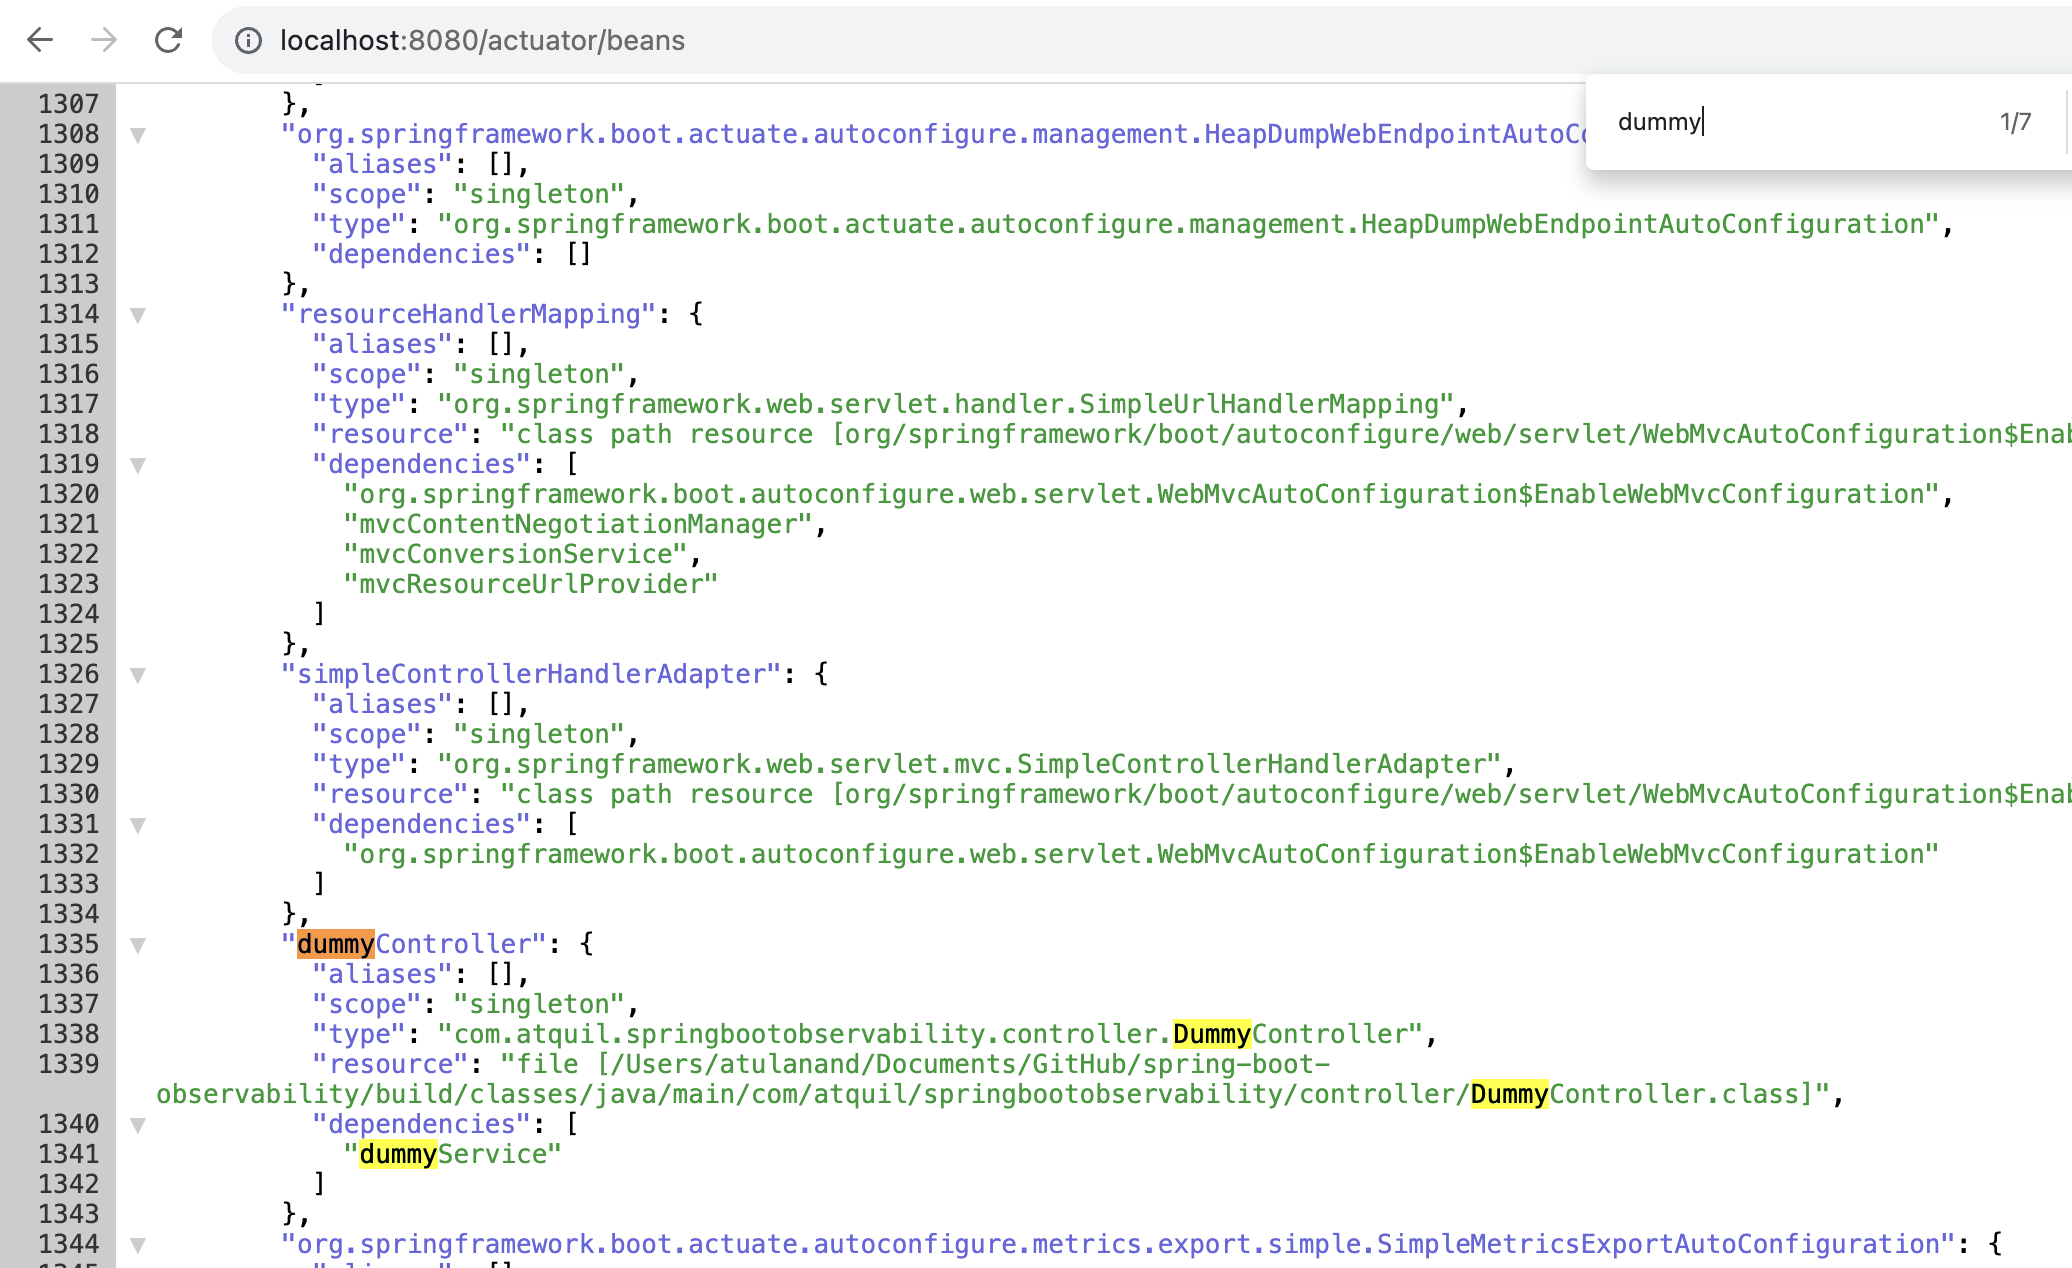 localhost:8080/actuator/beans
dummy 1/7
1307 },
1308 "org.springframework.boot.actuate.autoconfigure.management.HeapDumpWebEndpointAutoCo
1309 "aliases": [],
1310 "scope": "singleton",
1311 "type": "org.springframework.boot.actuate.autoconfigure.management.HeapDumpWebEndpointAutoConfiguration",
1312 "dependencies": []
1313 },
1314 "resourceHandlerMapping": {
1315 "aliases": [],
1316 "scope": "singleton",
1317 "type": "org.springframework.web.servlet.handler.SimpleUrlHandlerMapping",
1318 "resource": "class path resource [org/springframework/boot/autoconfigure/web/servlet/WebMvcAutoConfiguration$Enab
1319 "dependencies": [
1320 "org.springframework.boot.autoconfigure.web.servlet.WebMvcAutoConfiguration$EnableWebMvcConfiguration",
1321 "mvcContentNegotiationManager",
1322 "mvcConversionService",
1323 "mvcResourceUrlProvider"
1324 ]
1325 },
1326 "simpleControllerHandlerAdapter": {
1327 "aliases": [],
1328 "scope": "singleton",
1329 "type": "org.springframework.web.servlet.mvc.SimpleControllerHandlerAdapter",
1330 "resource": "class path resource [org/springframework/boot/autoconfigure/web/servlet/WebMvcAutoConfiguration$Enab
1331 "dependencies": [
1332 "org.springframework.boot.autoconfigure.web.servlet.WebMvcAutoConfiguration$EnableWebMvcConfiguration"
1333 ]
1334 },
1335 "dummyController": {
1336 "aliases": [],
1337 "scope": "singleton",
1338 "type": "com.atquil.springbootobservability.controller.DummyController",
1339 "resource": "file [/Users/atulanand/Documents/GitHub/spring-boot-
observability/build/classes/java/main/com/atquil/springbootobservability/controller/DummyController.class]",
1340 "dependencies": [
1341 "dummyService"
1342 ]
1343 },
1344 "org.springframework.boot.actuate.autoconfigure.metrics.export.simple.SimpleMetricsExportAutoConfiguration": {